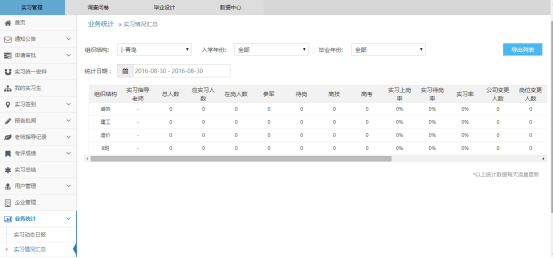 实习管理 调查问卷 毕业设计 数据中心
首页
通知公告
申请审批
实习统一安排
我的实习生
实习签到
报告批阅
老师指导记录
考评成绩
实习总结
用户管理
企业管理
业务统计
实习动态日报
实习情况汇总
业务统计 » 实习情况汇总
组织结构: |-青岛 入学年份: 全部 毕业年份: 全部 导出列表
统计日期: 2016-08-30 - 2016-08-30
组织结构 实习指导老师 总人数 应实习人数 在岗人数 参军 待岗 离校 离考 实习上岗率 实习待岗率 实习率 公司变更人数 岗位变更人数
- 0 0 0 0 0 0 0 0% 0% 0% 0 0
建工 - 0 0 0 0 0 0 0 0% 0% 0% 0 0
造价 - 0 0 0 0 0 0 0 0% 0% 0% 0 0
- 0 0 0 0 0 0 0 0% 0% 0% 0 0
*以上统计数据每天凌晨更新